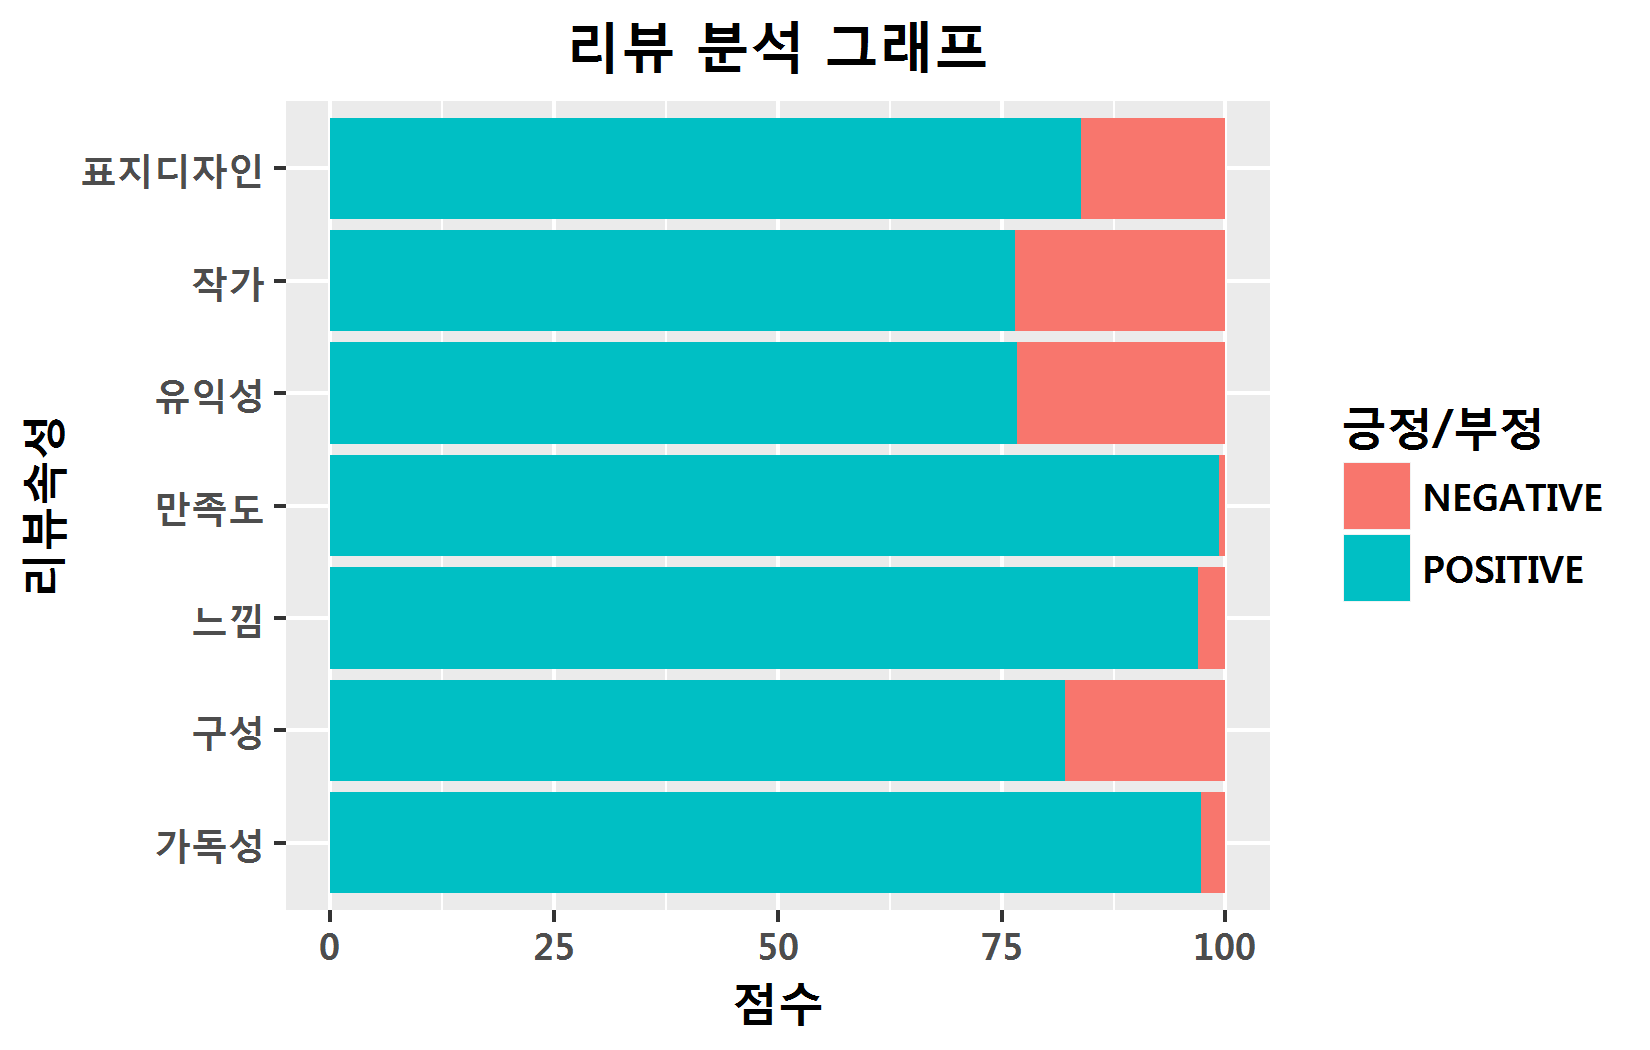 리뷰 분석 그래프
표지디자인
작가
유익성
만족도
느낌
구성
가독성
리뷰속성
0 25 50 75 100
점수
긍정/부정
NEGATIVE
POSITIVE